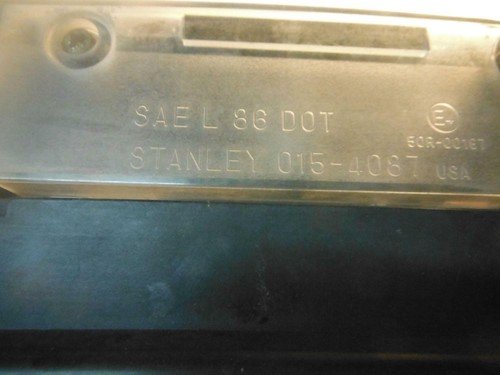 SAE L 86 DOT
STANLEY 015-4087 USA
50R-00187